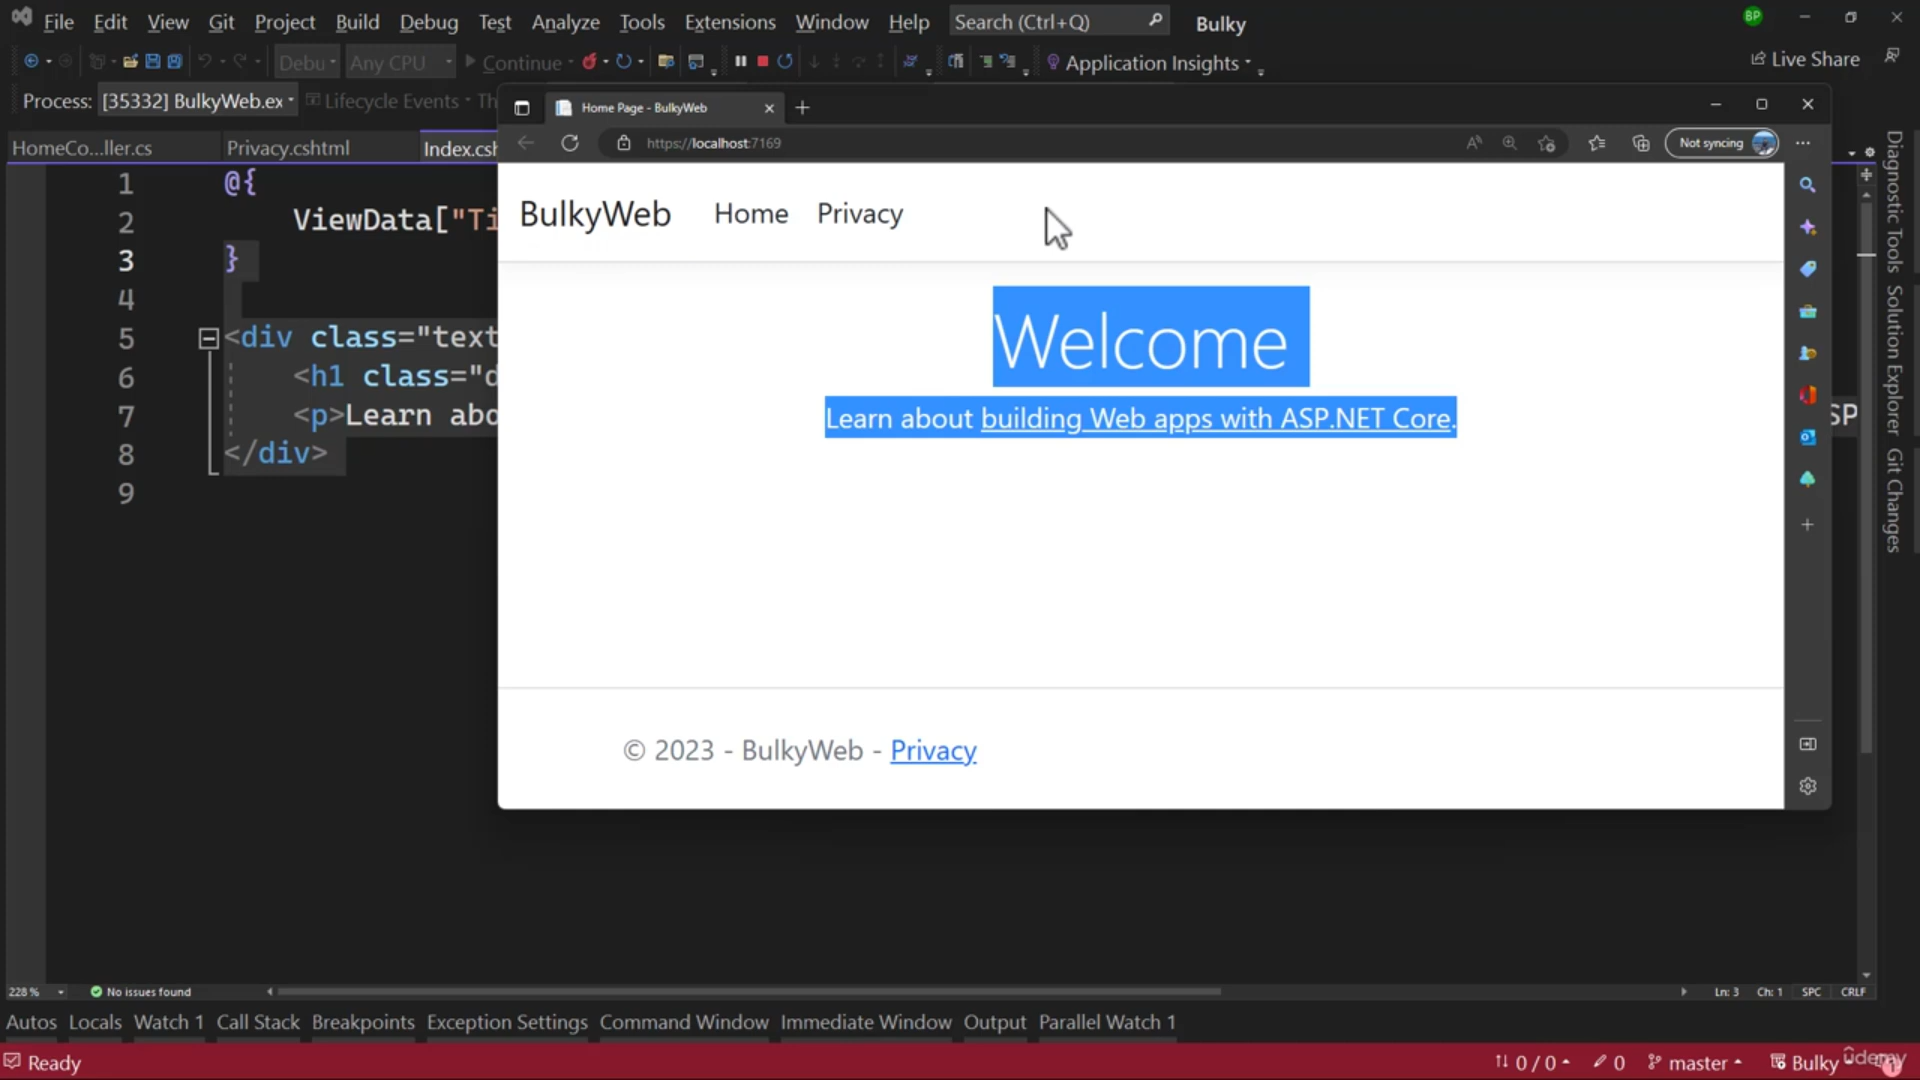 File Edit View Git Project Build Debug Test Analyze Tools Extensions Window Help Search (Ctrl+Q) Bulky BP
Debu Any CPU Continue Application Insights Live Share
Process: [35332] BulkyWeb.ex Lifecycle Events Th
HomeCo...ller.cs Privacy.cshtml Index.csh
1 @{
2 ViewData["Ti
3 }
4
5 <div class="text
6 <h1 class="d
7 <p>Learn abo
8 </div>
9
SP
Home Page - BulkyWeb
https://localhost:7169 Not syncing
BulkyWeb Home Privacy
Welcome
Learn about building Web apps with ASP.NET Core.
© 2023 - BulkyWeb - Privacy
Diagnostic Tools
Solution Explorer
Git Changes
228 % No issues found Ln: 3 Ch: 1 SPC CRLF
Autos Locals Watch 1 Call Stack Breakpoints Exception Settings Command Window Immediate Window Output Parallel Watch 1
Ready 0 / 0 0 master Bulky
ûdemy
1